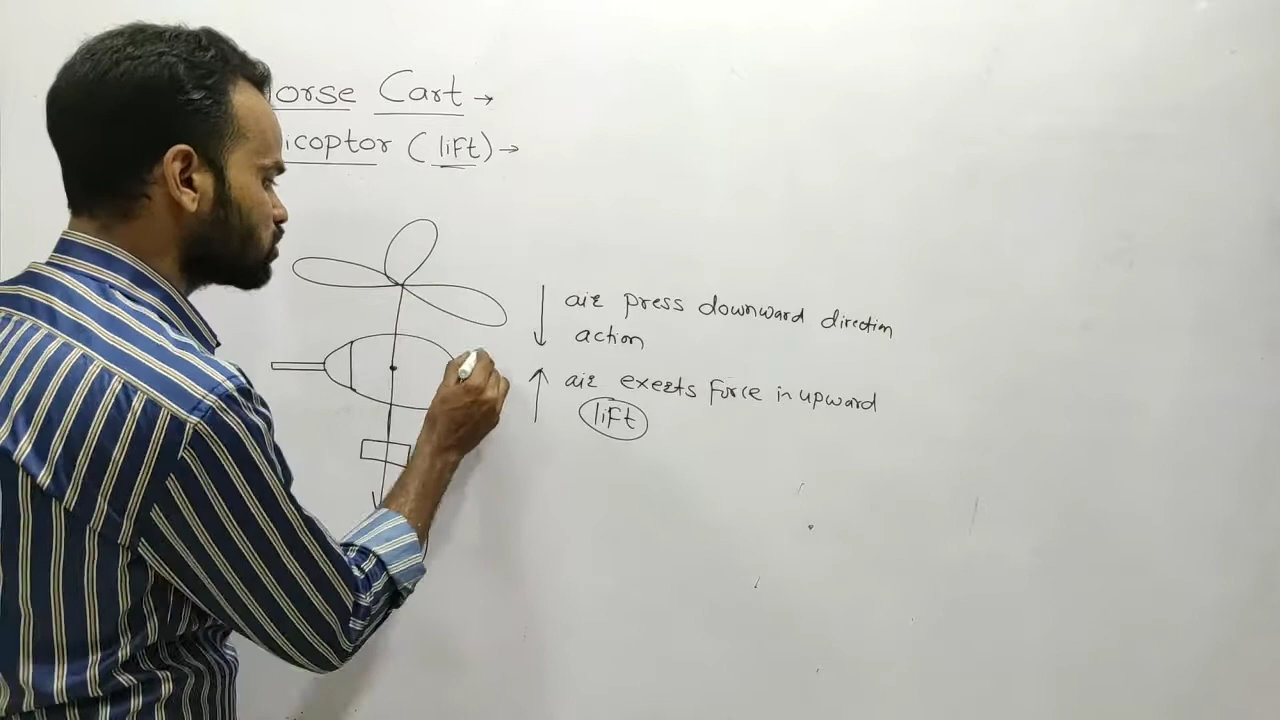 orse Cart →
icoptor (lift) →
↓ air press downward direction
action
↑ air exerts force in upward
lift